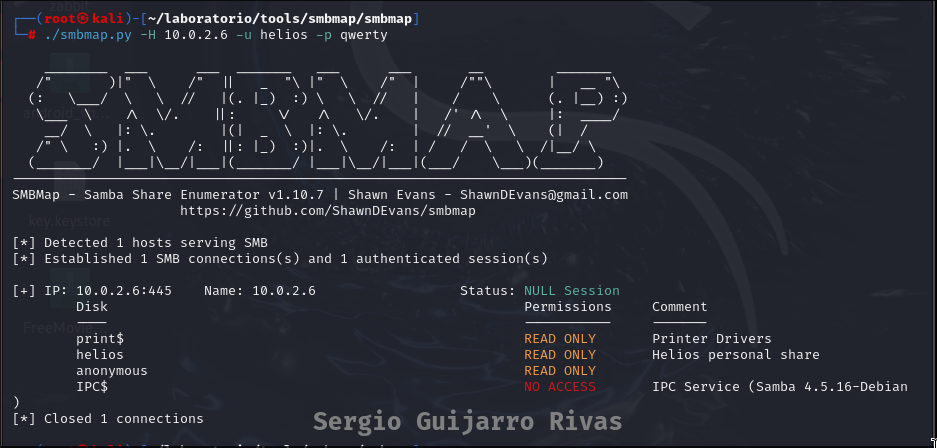 ┌──(root㉿kali)-[~/laboratorio/tools/smbmap/smbmap]
└─# ./smbmap.py -H 10.0.2.6 -u helios -p qwerty
SMBMAP
SMBMap - Samba Share Enumerator v1.10.7 | Shawn Evans - ShawnDEvans@gmail.com
https://github.com/ShawnDEvans/smbmap
key.keystore
[*] Detected 1 hosts serving SMB
[*] Established 1 SMB connections(s) and 1 authenticated session(s)
[+] IP: 10.0.2.6:445 Name: 10.0.2.6 Status: NULL Session
Disk Permissions Comment
---- ----------- -------
print$ READ ONLY Printer Drivers
helios READ ONLY Helios personal share
anonymous READ ONLY
IPC$ NO ACCESS IPC Service (Samba 4.5.16-Debian
)
[*] Closed 1 connections
Sergio Guijarro Rivas